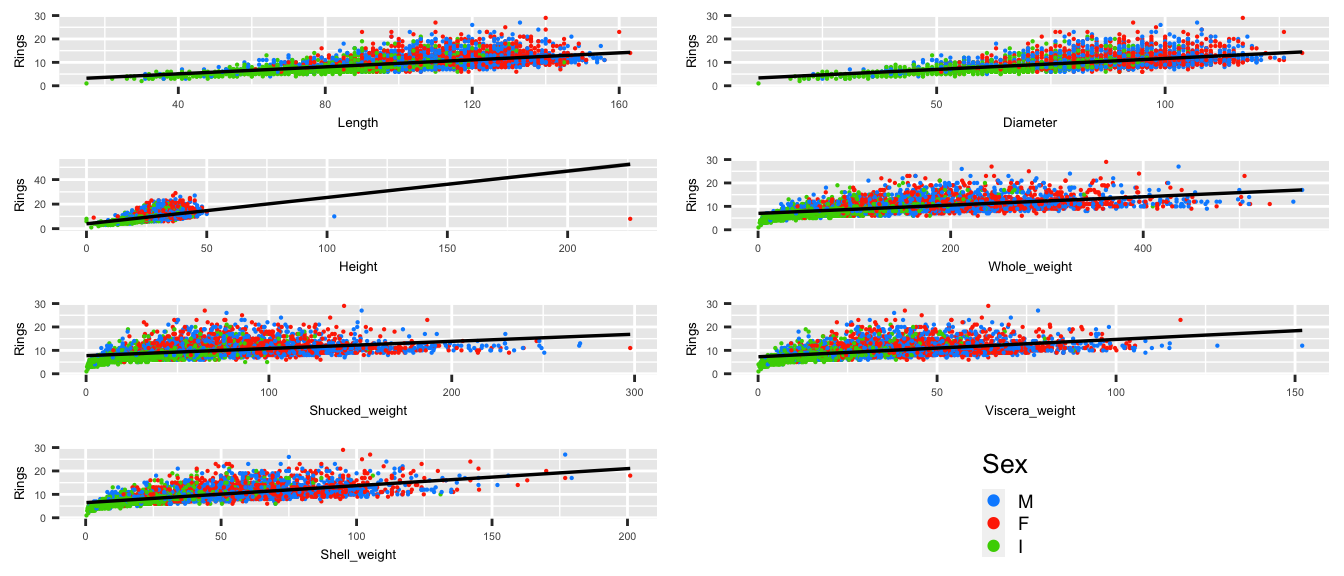 Rings
30
20
10
0
40 80 120 160
Length
Rings
30
20
10
0
50 100
Diameter
Rings
40
20
0
0 50 100 150 200
Height
Rings
30
20
10
0
0 200 400
Whole_weight
Rings
30
20
10
0
0 100 200 300
Shucked_weight
Rings
30
20
10
0
0 50 100 150
Viscera_weight
Rings
30
20
10
0
0 50 100 150 200
Shell_weight
Sex
M
F
I